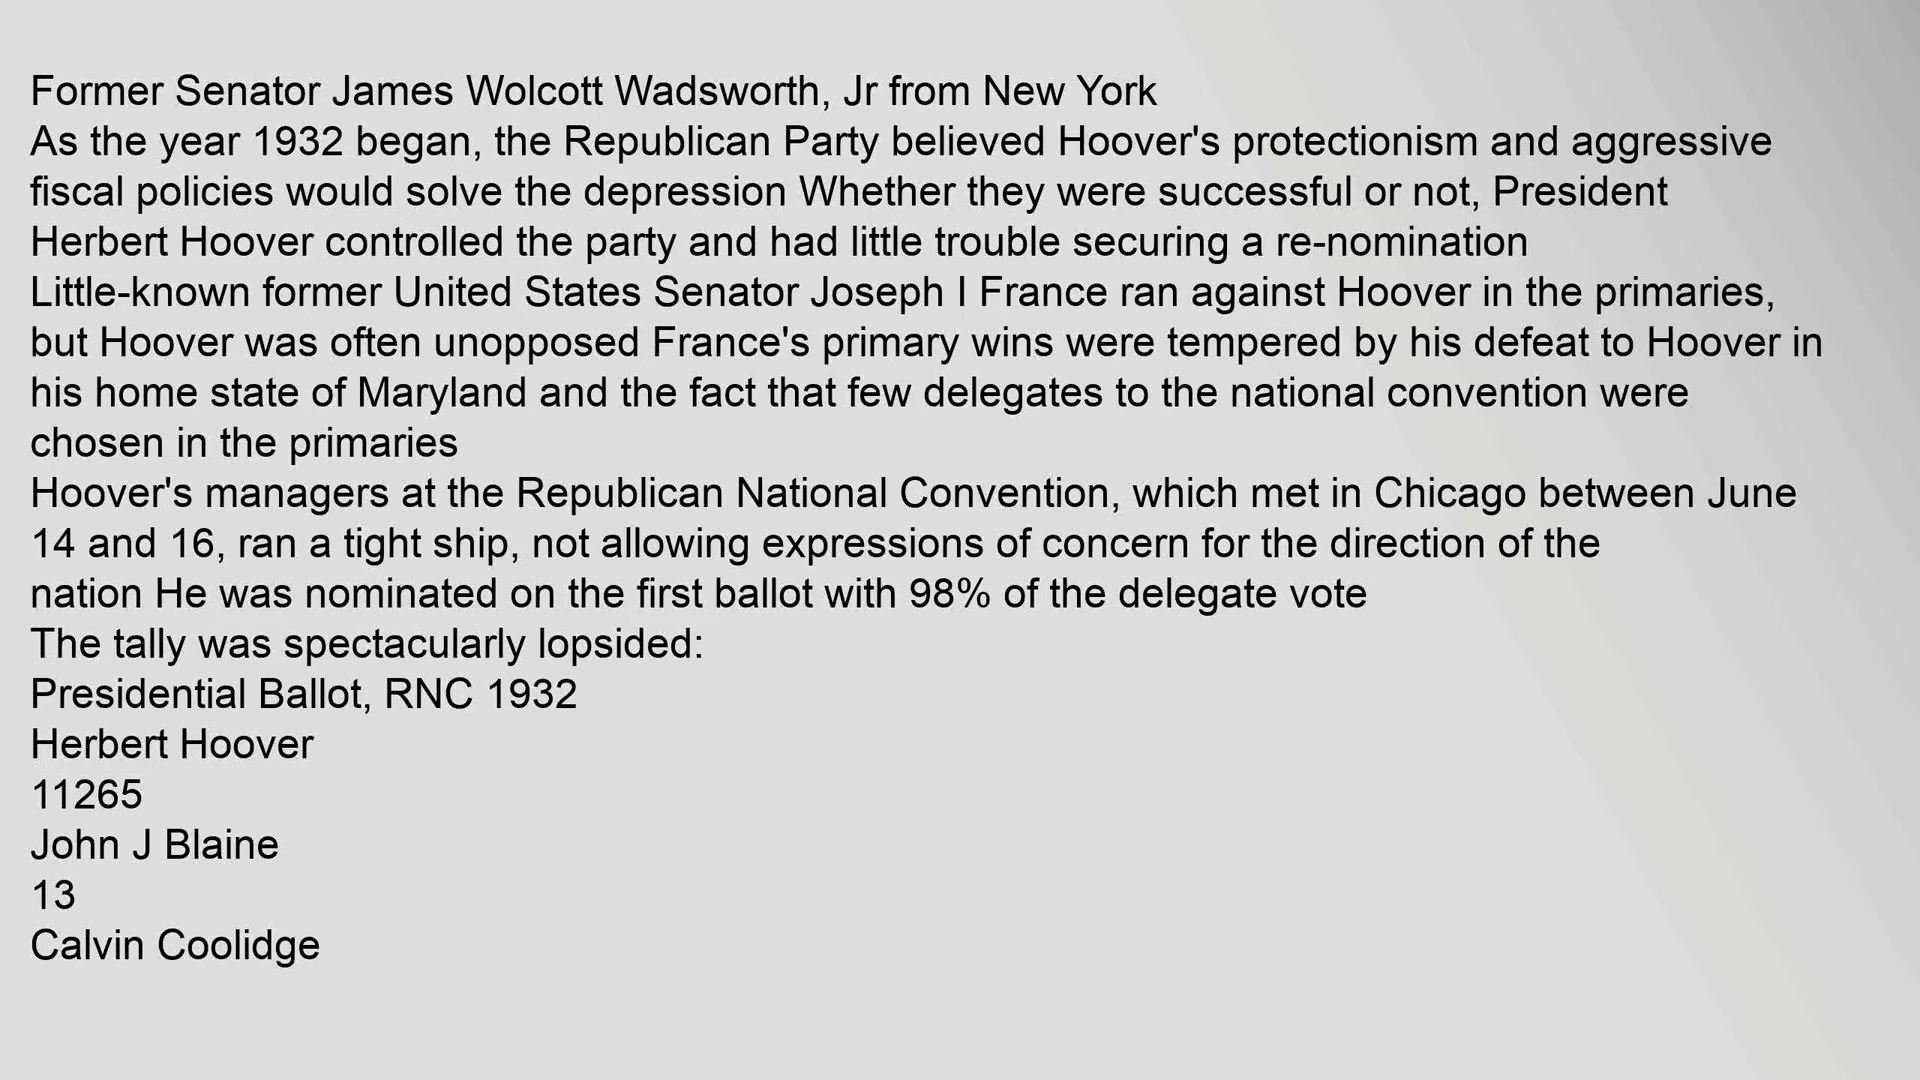 Former Senator James Wolcott Wadsworth, Jr from New York
As the year 1932 began, the Republican Party believed Hoover's protectionism and aggressive
fiscal policies would solve the depression Whether they were successful or not, President
Herbert Hoover controlled the party and had little trouble securing a re-nomination
Little-known former United States Senator Joseph I France ran against Hoover in the primaries,
but Hoover was often unopposed France's primary wins were tempered by his defeat to Hoover in
his home state of Maryland and the fact that few delegates to the national convention were
chosen in the primaries
Hoover's managers at the Republican National Convention, which met in Chicago between June
14 and 16, ran a tight ship, not allowing expressions of concern for the direction of the
nation He was nominated on the first ballot with 98% of the delegate vote
The tally was spectacularly lopsided:
Presidential Ballot, RNC 1932
Herbert Hoover
11265
John J Blaine
13
Calvin Coolidge